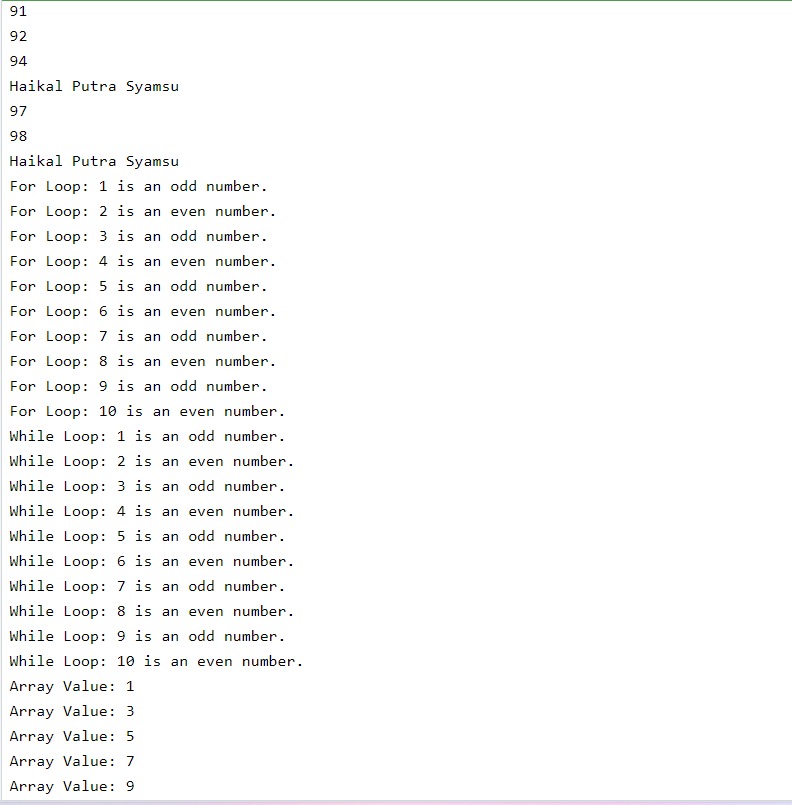 91
92
94
Haikal Putra Syamsu
97
98
Haikal Putra Syamsu
For Loop: 1 is an odd number.
For Loop: 2 is an even number.
For Loop: 3 is an odd number.
For Loop: 4 is an even number.
For Loop: 5 is an odd number.
For Loop: 6 is an even number.
For Loop: 7 is an odd number.
For Loop: 8 is an even number.
For Loop: 9 is an odd number.
For Loop: 10 is an even number.
While Loop: 1 is an odd number.
While Loop: 2 is an even number.
While Loop: 3 is an odd number.
While Loop: 4 is an even number.
While Loop: 5 is an odd number.
While Loop: 6 is an even number.
While Loop: 7 is an odd number.
While Loop: 8 is an even number.
While Loop: 9 is an odd number.
While Loop: 10 is an even number.
Array Value: 1
Array Value: 3
Array Value: 5
Array Value: 7
Array Value: 9